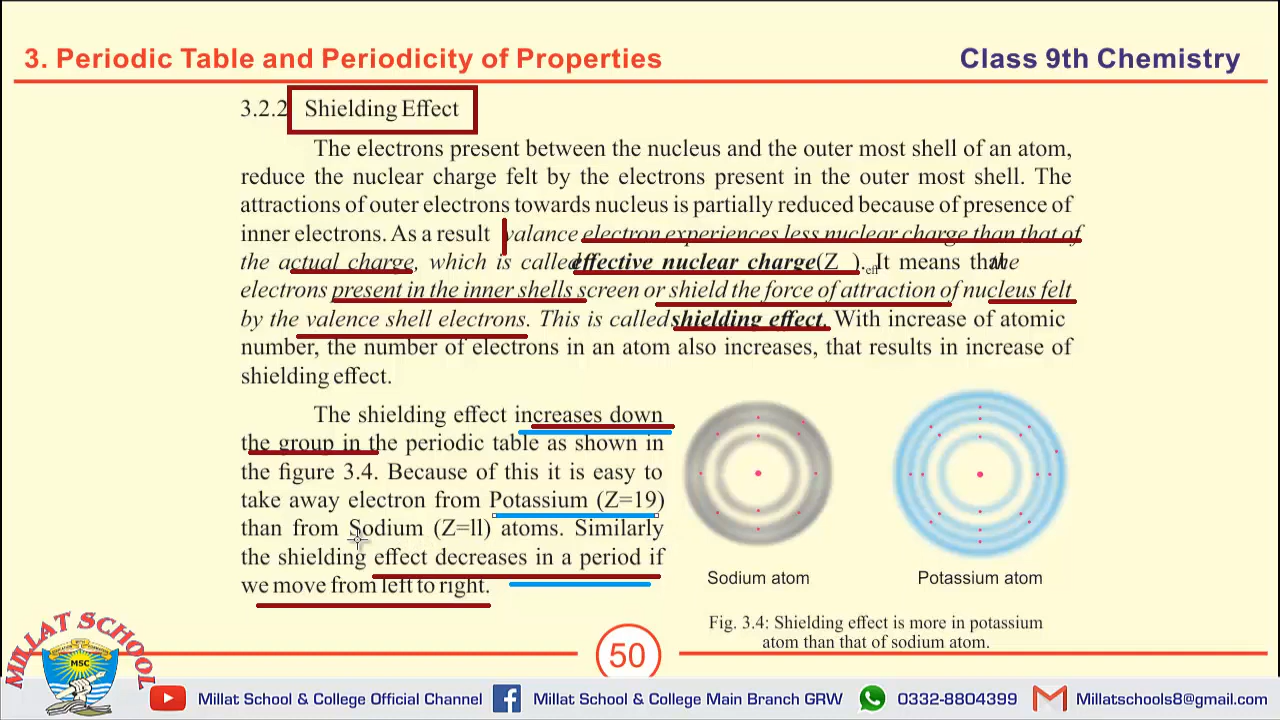 3. Periodic Table and Periodicity of Properties
Class 9th Chemistry
3.2.2 Shielding Effect
The electrons present between the nucleus and the outer most shell of an atom,
reduce the nuclear charge felt by the electrons present in the outer most shell. The
attractions of outer electrons towards nucleus is partially reduced because of presence of
inner electrons. As a result valance electron experiences less nuclear charge than that of
the actual charge, which is called effective nuclear charge(Z ).eff It means that the
electrons present in the inner shells screen or shield the force of attraction of nucleus felt
by the valence shell electrons. This is called shielding effect. With increase of atomic
number, the number of electrons in an atom also increases, that results in increase of
shielding effect.
The shielding effect increases down
the group in the periodic table as shown in
the figure 3.4. Because of this it is easy to
take away electron from Potassium (Z=19)
than from Sodium (Z=ll) atoms. Similarly
the shielding effect decreases in a period if
we move from left to right.
Sodium atom
Potassium atom
Fig. 3.4: Shielding effect is more in potassium
atom than that of sodium atom.
50
MILLAT SCHOOL
MSC
Millat School & College Official Channel
Millat School & College Main Branch GRW
0332-8804399
Millatschools8@gmail.com